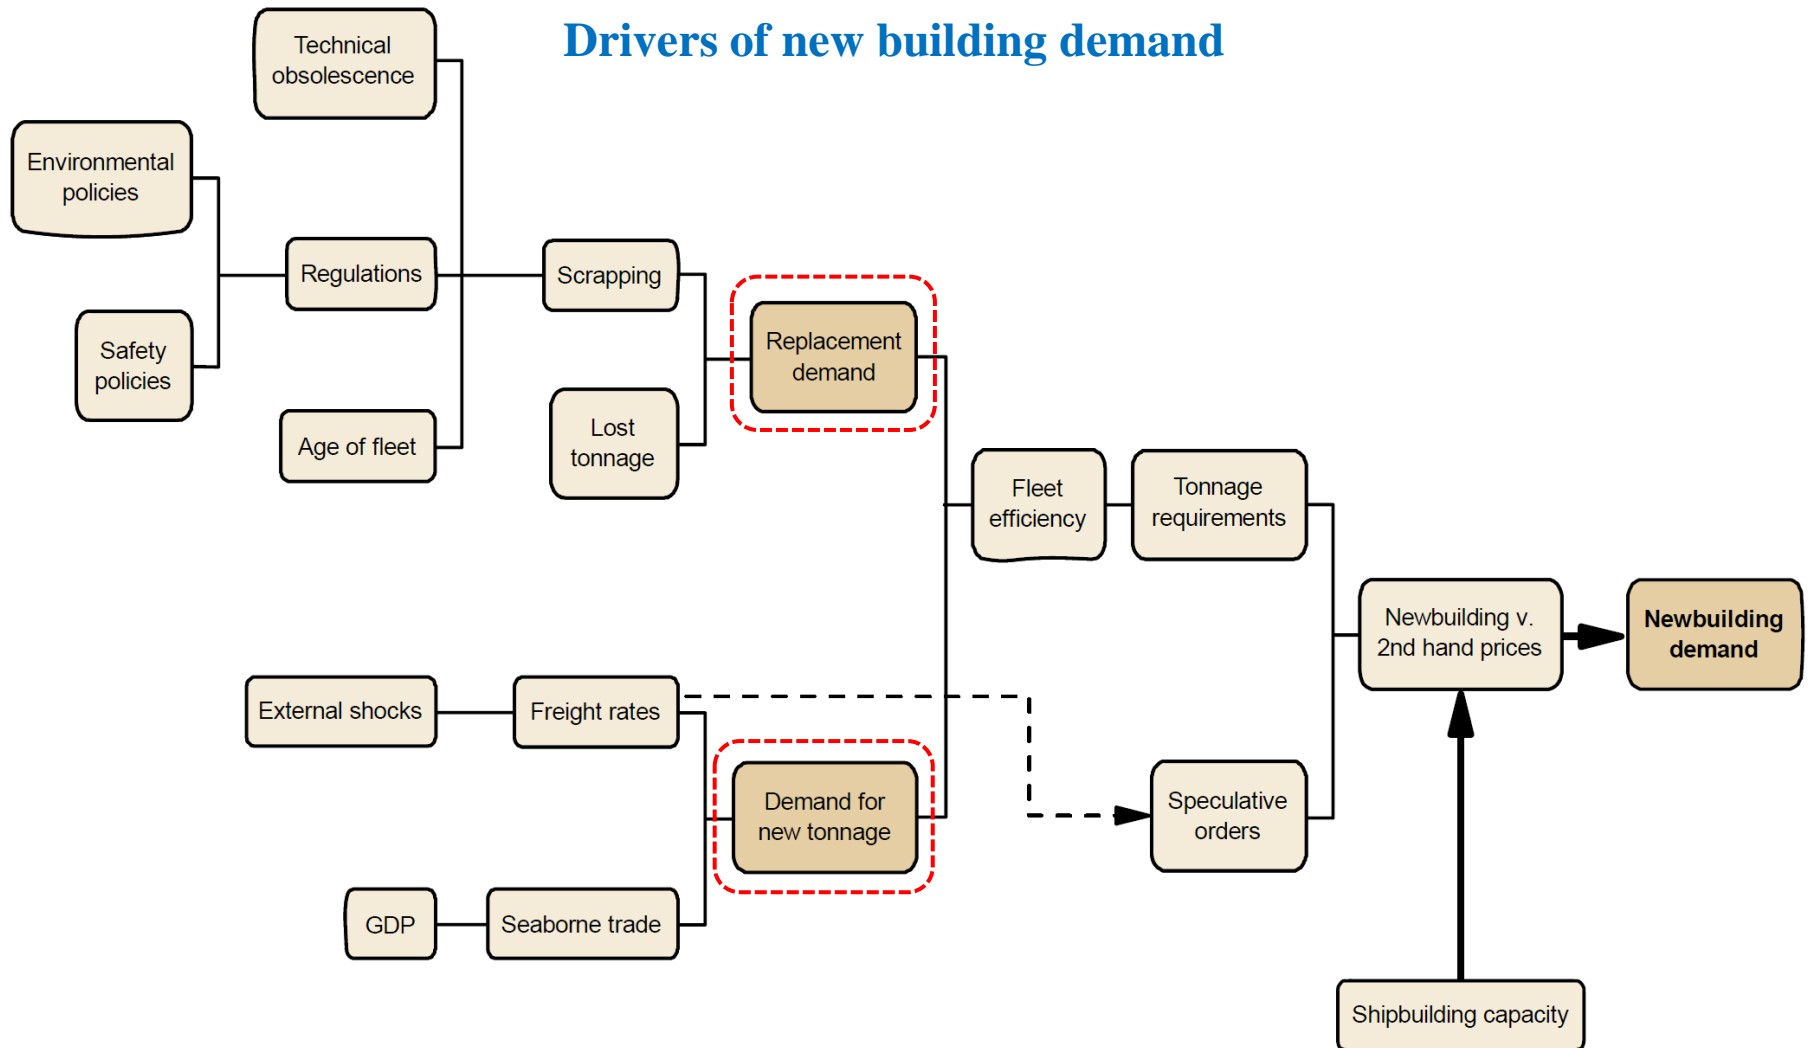 Drivers of new building demand
Technical
obsolescence
Environmental
policies
Regulations
Scrapping
Safety
policies
Replacement
demand
Age of fleet
Lost
tonnage
Fleet
efficiency
Tonnage
requirements
Newbuilding v.
2nd hand prices
Newbuilding
demand
External shocks
Freight rates
Demand for
new tonnage
Speculative
orders
GDP
Seaborne trade
Shipbuilding capacity